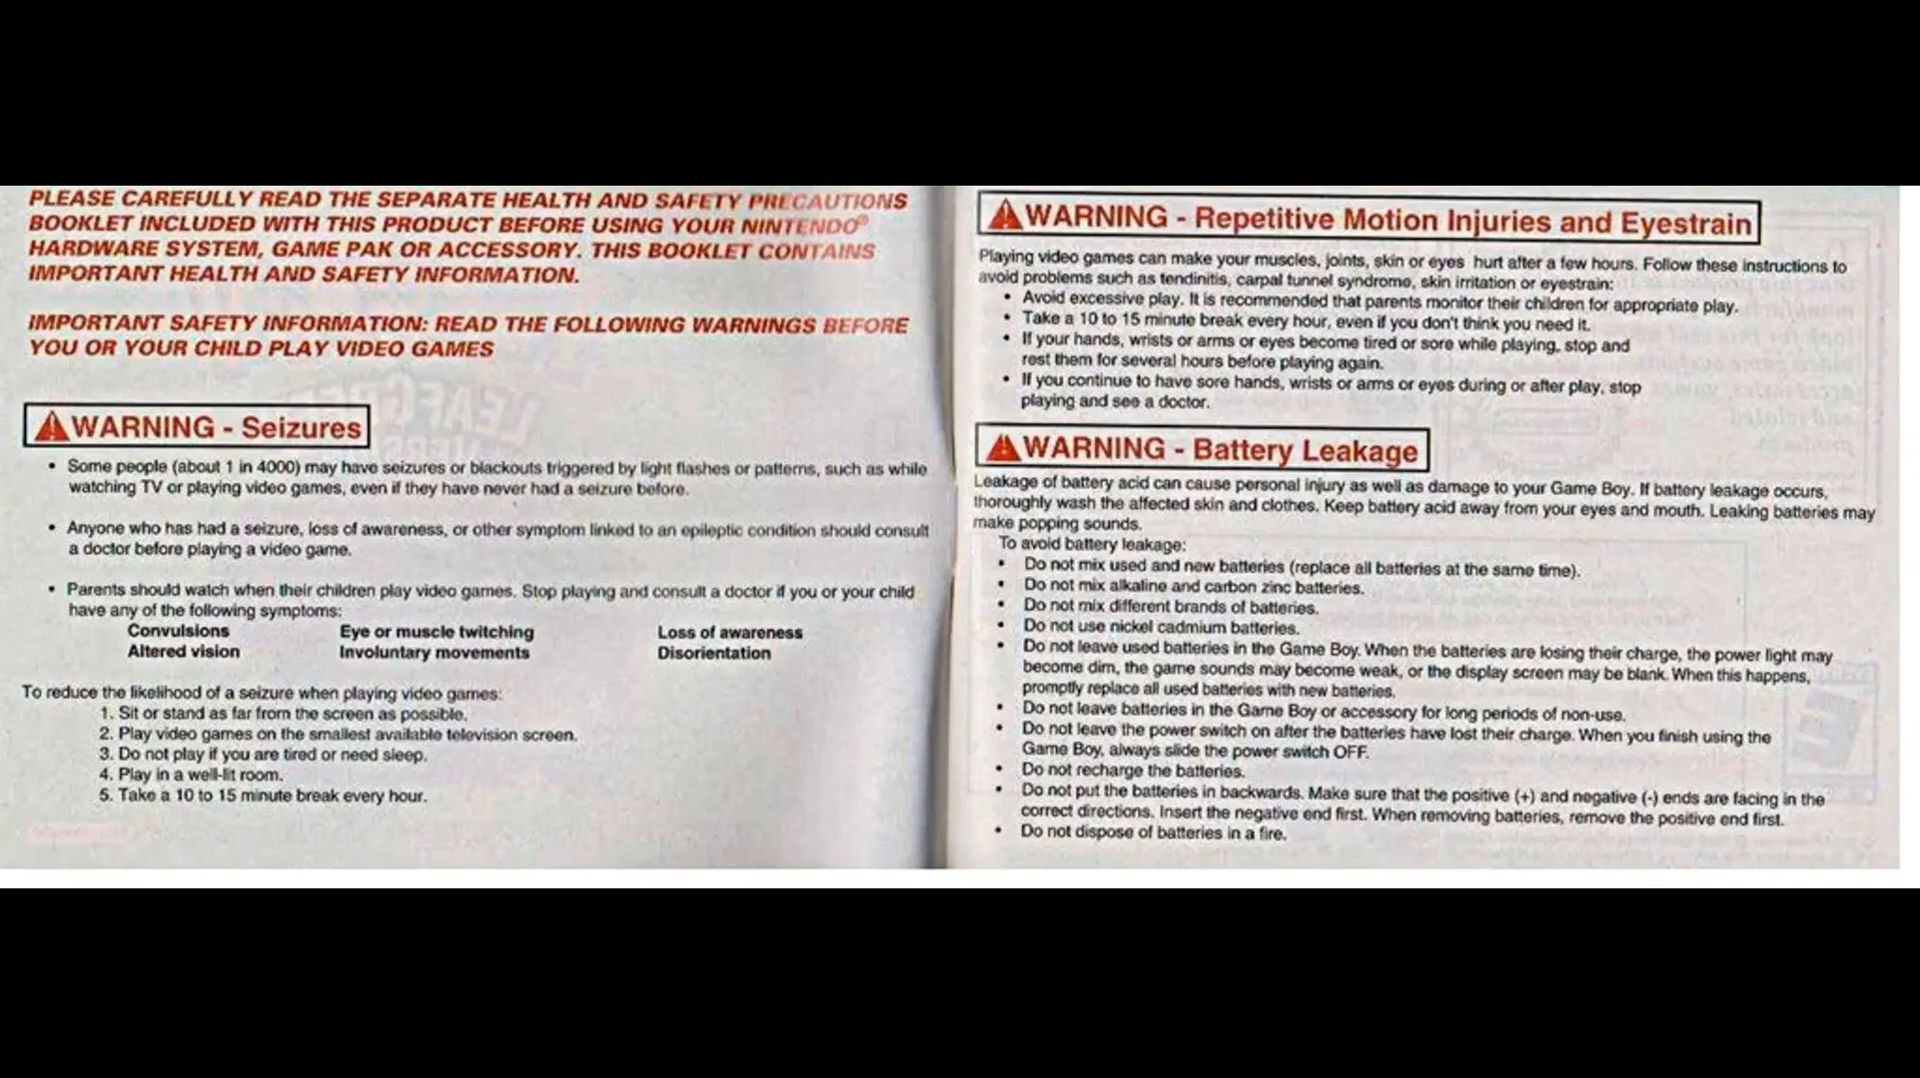 PLEASE CAREFULLY READ THE SEPARATE HEALTH AND SAFETY PRECAUTIONS
BOOKLET INCLUDED WITH THIS PRODUCT BEFORE USING YOUR NINTENDO®
HARDWARE SYSTEM, GAME PAK OR ACCESSORY. THIS BOOKLET CONTAINS
IMPORTANT HEALTH AND SAFETY INFORMATION.
IMPORTANT SAFETY INFORMATION: READ THE FOLLOWING WARNINGS BEFORE
YOU OR YOUR CHILD PLAY VIDEO GAMES
WARNING - Seizures
• Some people (about 1 in 4000) may have seizures or blackouts triggered by light flashes or patterns, such as while
watching TV or playing video games, even if they have never had a seizure before.
• Anyone who has had a seizure, loss of awareness, or other symptom linked to an epileptic condition should consult
a doctor before playing a video game.
• Parents should watch when their children play video games. Stop playing and consult a doctor if you or your child
have any of the following symptoms:
Convulsions Eye or muscle twitching Loss of awareness
Altered vision Involuntary movements Disorientation
To reduce the likelihood of a seizure when playing video games:
1. Sit or stand as far from the screen as possible.
2. Play video games on the smallest available television screen.
3. Do not play if you are tired or need sleep.
4. Play in a well-lit room.
5. Take a 10 to 15 minute break every hour.
WARNING - Repetitive Motion Injuries and Eyestrain
Playing video games can make your muscles, joints, skin or eyes hurt after a few hours. Follow these instructions to
avoid problems such as tendinitis, carpal tunnel syndrome, skin irritation or eyestrain:
• Avoid excessive play. It is recommended that parents monitor their children for appropriate play.
• Take a 10 to 15 minute break every hour, even if you don't think you need it.
• If your hands, wrists or arms or eyes become tired or sore while playing, stop and
rest them for several hours before playing again.
• If you continue to have sore hands, wrists or arms or eyes during or after play, stop
playing and see a doctor.
WARNING - Battery Leakage
Leakage of battery acid can cause personal injury as well as damage to your Game Boy. If battery leakage occurs,
thoroughly wash the affected skin and clothes. Keep battery acid away from your eyes and mouth. Leaking batteries may
make popping sounds.
To avoid battery leakage:
• Do not mix used and new batteries (replace all batteries at the same time).
• Do not mix alkaline and carbon zinc batteries.
• Do not mix different brands of batteries.
• Do not use nickel cadmium batteries.
• Do not leave used batteries in the Game Boy. When the batteries are losing their charge, the power light may
become dim, the game sounds may become weak, or the display screen may be blank. When this happens,
promptly replace all used batteries with new batteries.
• Do not leave batteries in the Game Boy or accessory for long periods of non-use.
• Do not leave the power switch on after the batteries have lost their charge. When you finish using the
Game Boy, always slide the power switch OFF.
• Do not recharge the batteries.
• Do not put the batteries in backwards. Make sure that the positive (+) and negative (-) ends are facing in the
correct directions. Insert the negative end first. When removing batteries, remove the positive end first.
• Do not dispose of batteries in a fire.